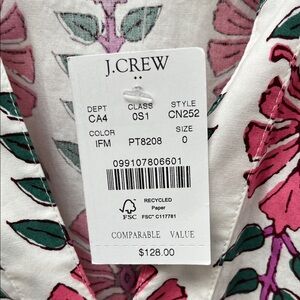 J.CREW
DEPT CLASS STYLE
CA4 0S1 CN252
COLOR SIZE
IFM PT8208 0
099107806601
FSC
RECYCLED
Paper
FSC® C117781
COMPARABLE VALUE
$128.00